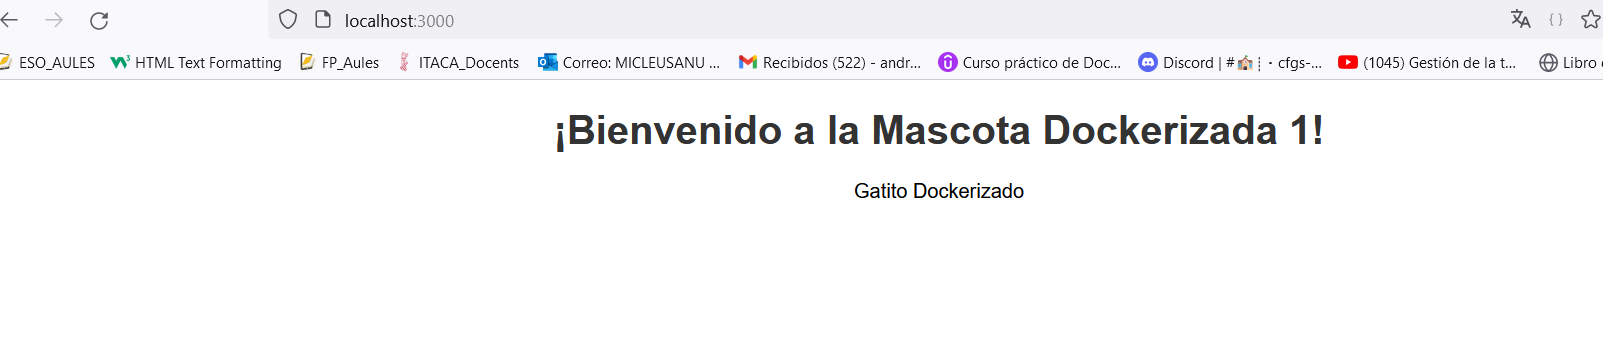 localhost:3000
ESO_AULES HTML Text Formatting FP_Aules ITACA_Docents Correo: MICLEUSANU ... Recibidos (522) - andr... Curso práctico de Doc... Discord | #🏫┊・cfgs-... (1045) Gestión de la t... Libro
¡Bienvenido a la Mascota Dockerizada 1!
Gatito Dockerizado